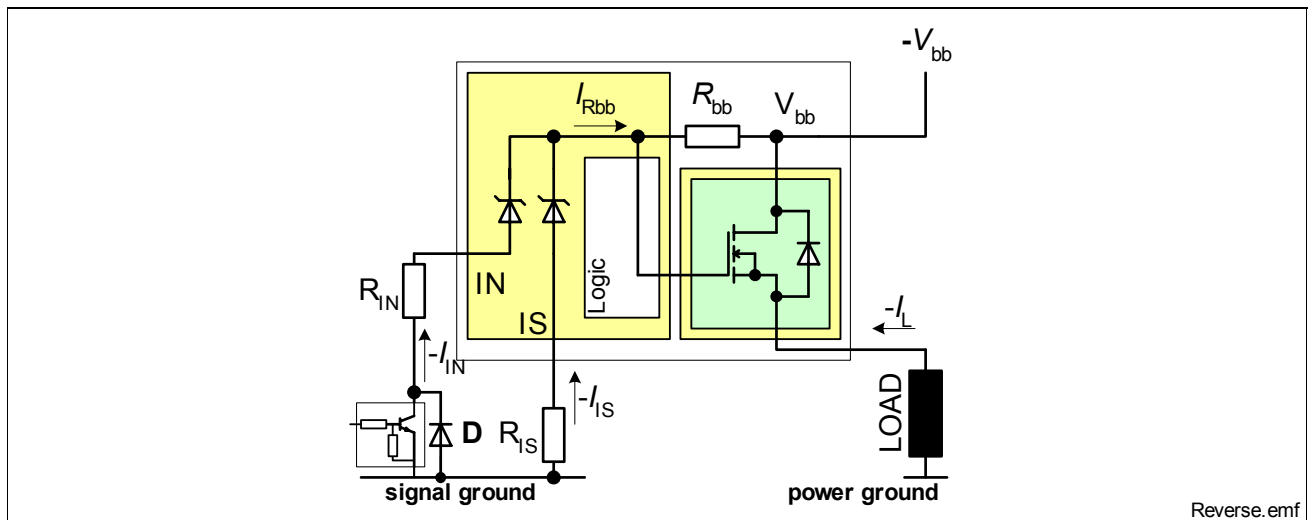 -Vbb
IRbb
Rbb
Vbb
Logic
IN
RIN
IS
-IL
-IIN
-IIS
LOAD
D
RIS
signal ground
power ground
Reverse.emf